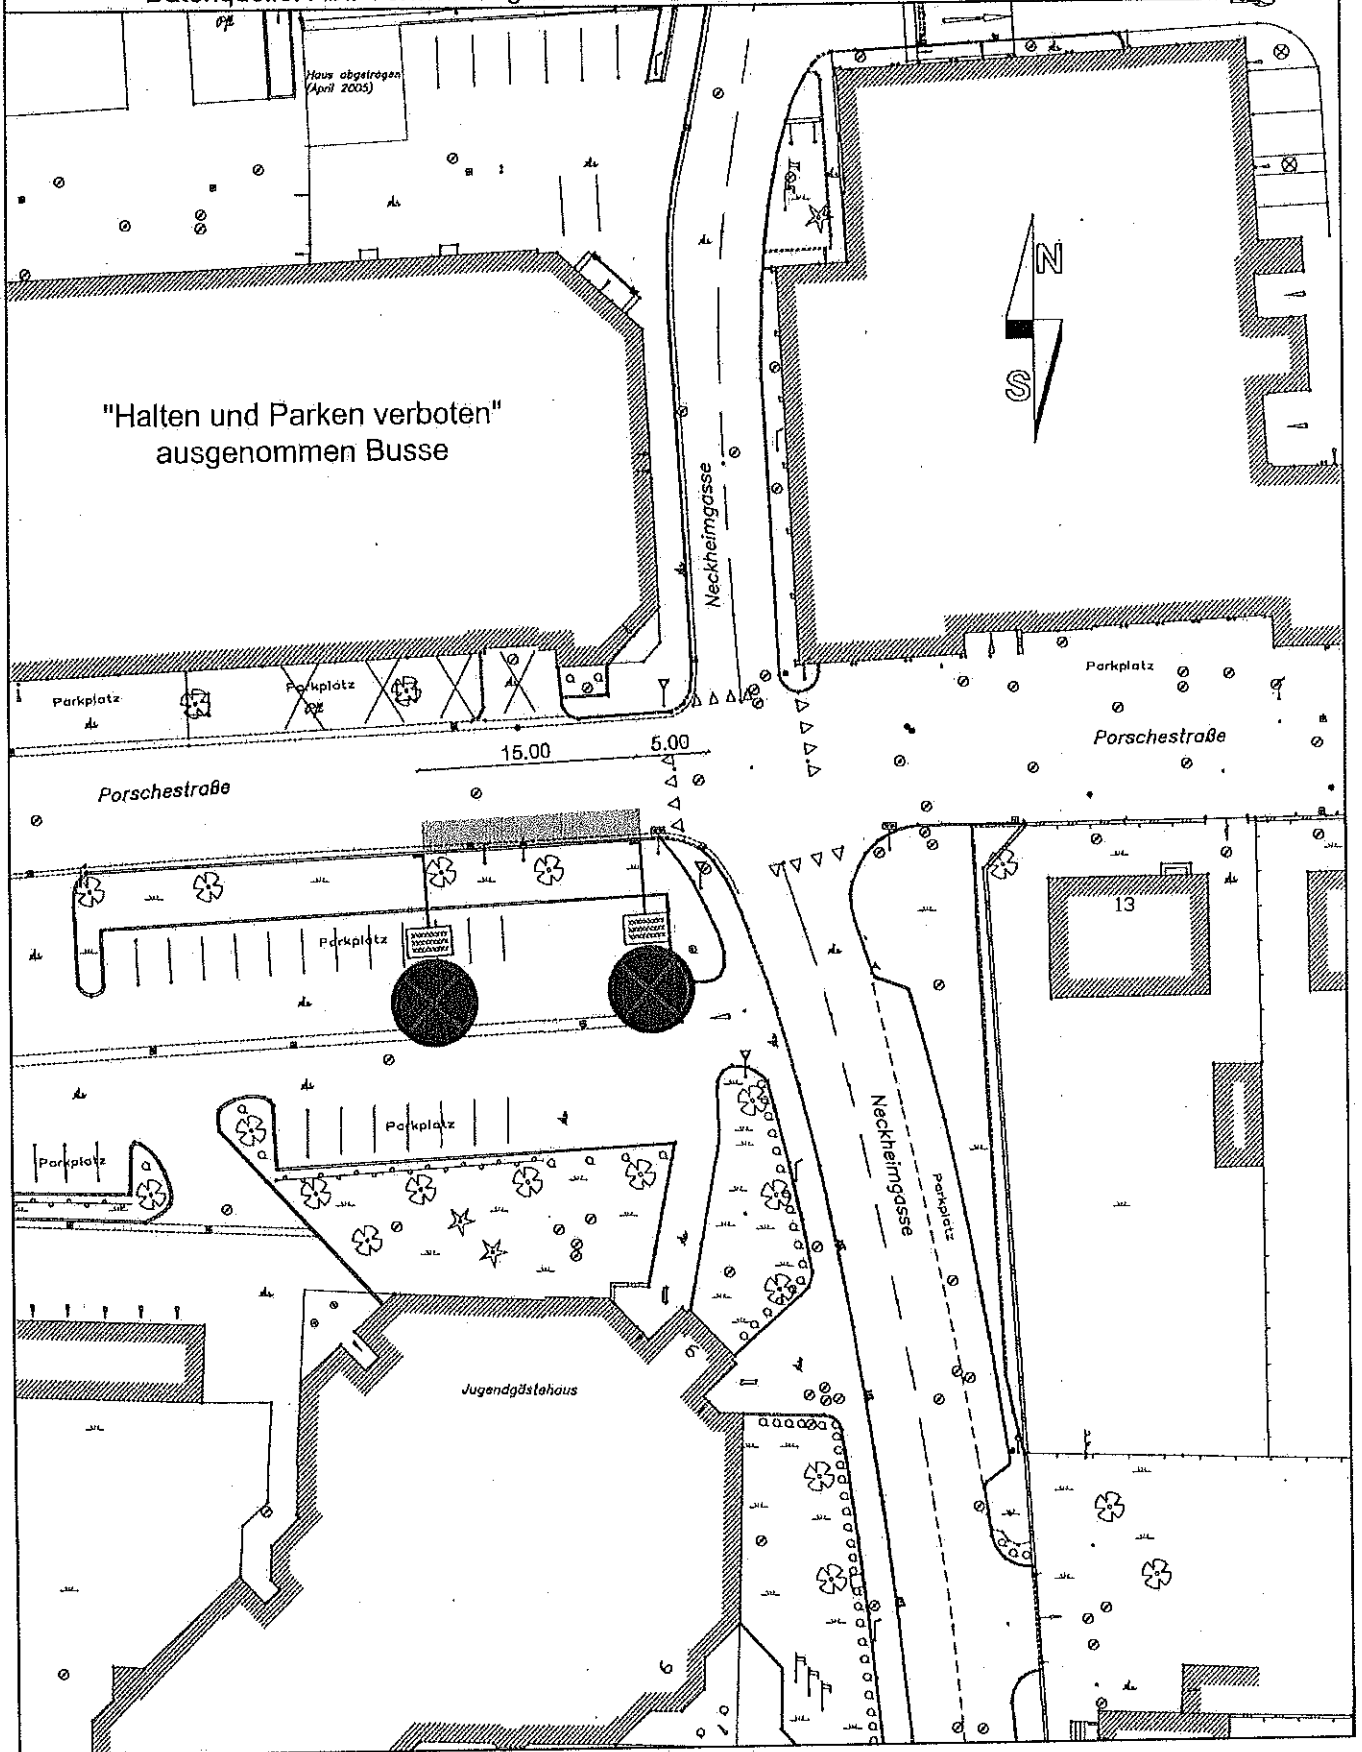 Haus abgetragen
(April 2005)
N
S
"Halten und Parken verboten"
ausgenommen Busse
Neckheimgasse
Parkplatz
Parkplatz
Parkplatz
15.00
5.00
Porschestraße
Porschestraße
13
Parkplatz
Parkplatz
Parkplatz
Neckheimgasse
Parkplatz
6
Jugendgästehaus
6